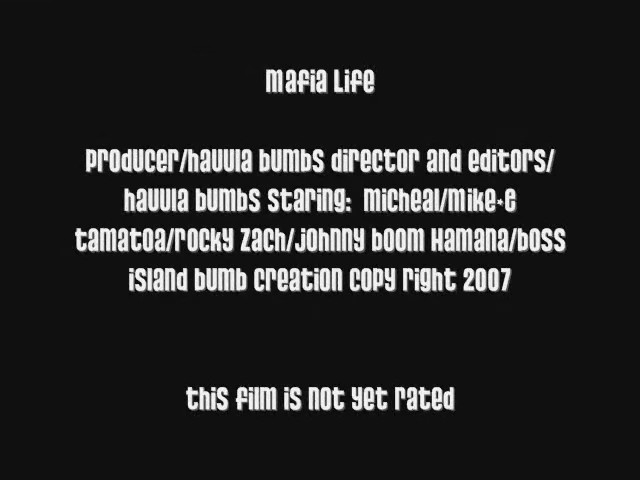 Mafia Life
Producer/hauula bumbs director and editors/
hauula bumbs staring: micheal/mike*e
tamatoa/rocky Zach/johnny boom Hamana/boss
island bumb creation copy right 2007
this film is not yet rated